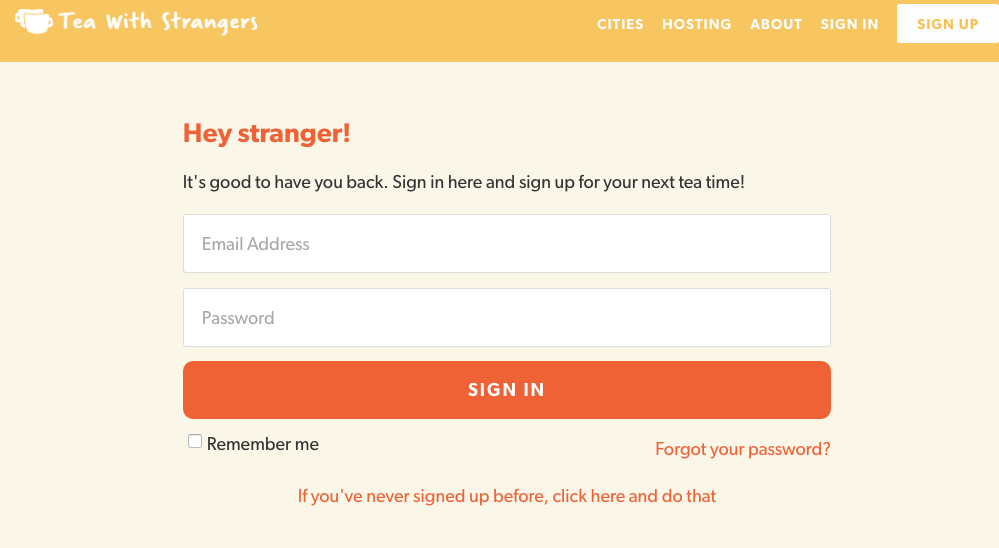 Tea With Strangers
CITIES HOSTING ABOUT SIGN IN SIGN UP
Hey stranger!
It's good to have you back. Sign in here and sign up for your next tea time!
Email Address
Password
SIGN IN
Remember me
Forgot your password?
If you've never signed up before, click here and do that